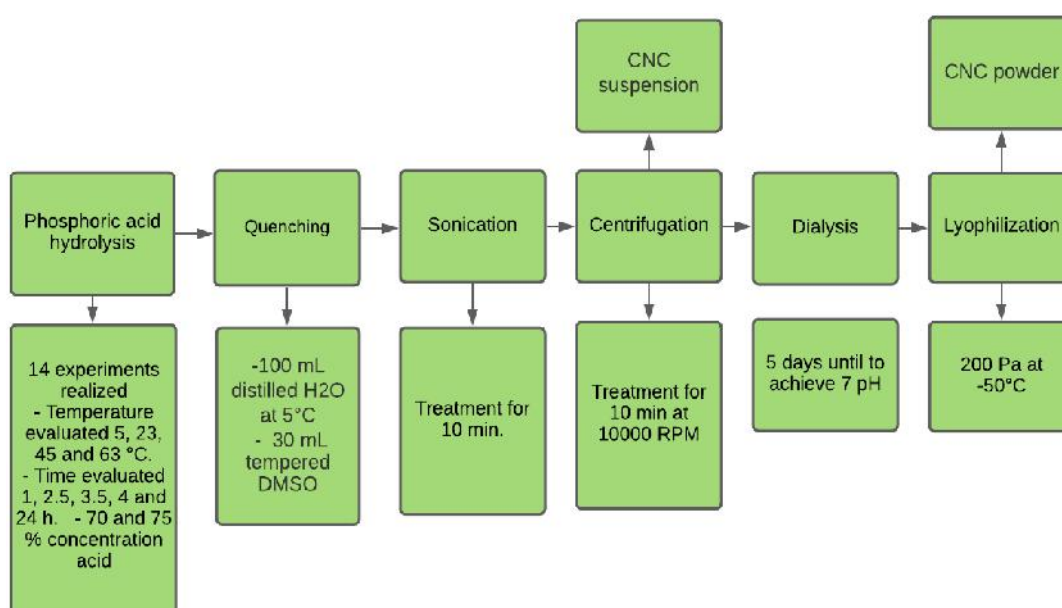 CNC
suspension
CNC powder
Phosphoric acid
hydrolysis
Quenching
Sonication
Centrifugation
Dialysis
Lyophilization
14 experiments
realized
- Temperature
evaluated 5, 23,
45 and 63 °C.
- Time evaluated
1, 2.5, 3.5, 4 and
24 h. - 70 and 75
% concentration
acid
-100 mL
distilled H2O
at 5°C
- 30 mL
tempered
DMSO
Treatment for
10 min.
Treatment for
10 min at
10000 RPM
5 days until to
achieve 7 pH
200 Pa at
-50°C